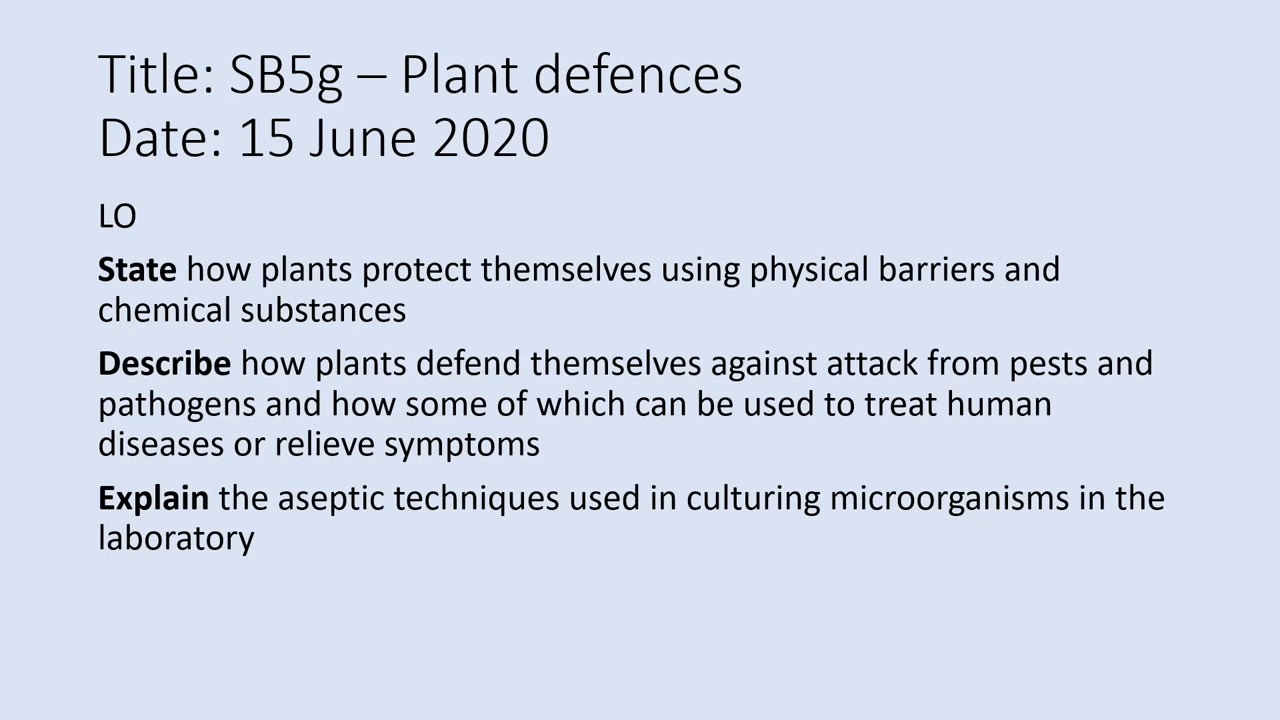 Title: SB5g – Plant defences
Date: 15 June 2020
LO
State how plants protect themselves using physical barriers and
chemical substances
Describe how plants defend themselves against attack from pests and
pathogens and how some of which can be used to treat human
diseases or relieve symptoms
Explain the aseptic techniques used in culturing microorganisms in the
laboratory